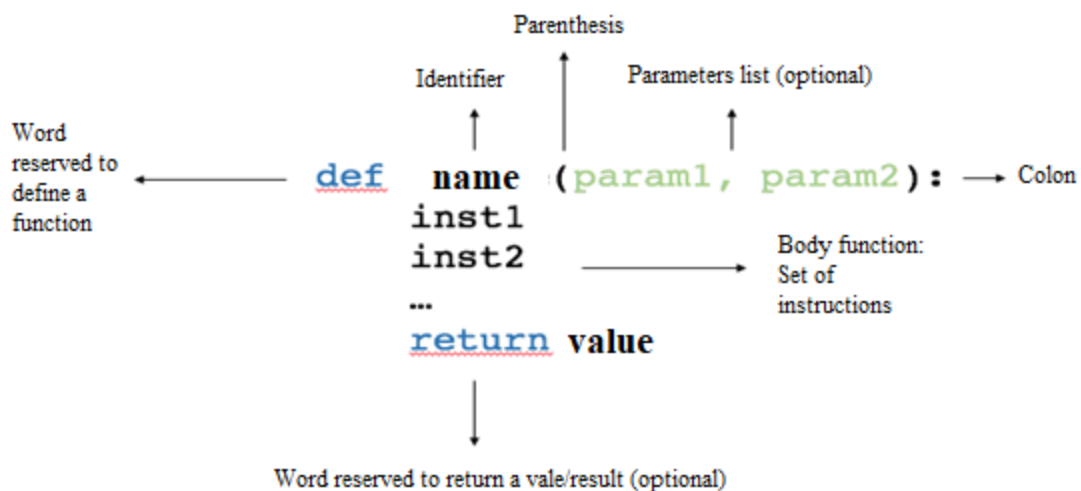 Parenthesis
Identifier
Parameters list (optional)
Word
reserved to
define a
function
def name (param1, param2):
Colon
inst1
inst2
Body function:
Set of
instructions
...
return value
Word reserved to return a vale/result (optional)